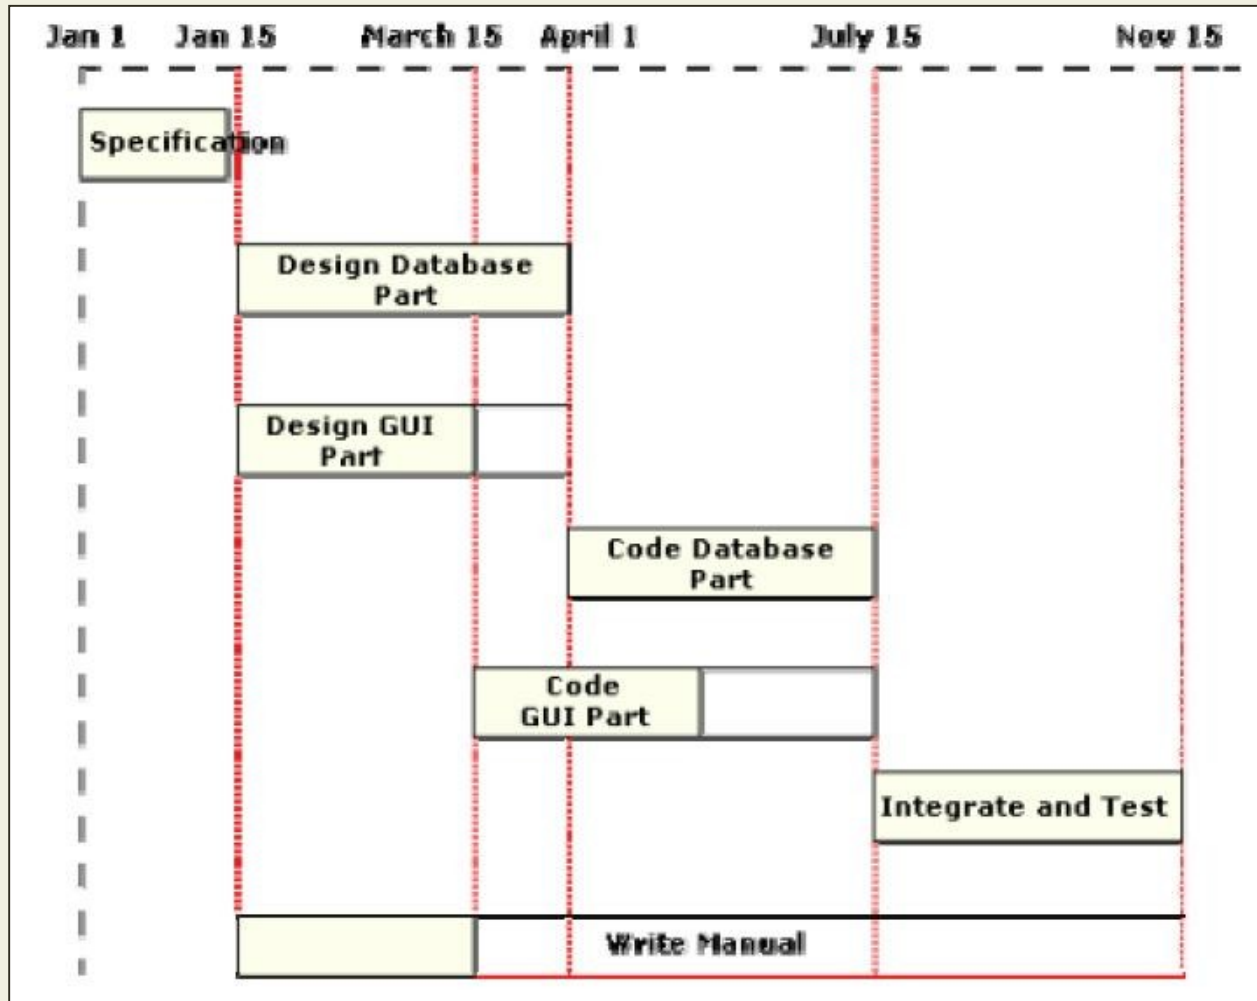 Jan 1 Jan 15 March 15 April 1 July 15 Nov 15
Specification
Design Database
Part
Design GUI
Part
Code Database
Part
Code
GUI Part
Integrate and Test
Write Manual